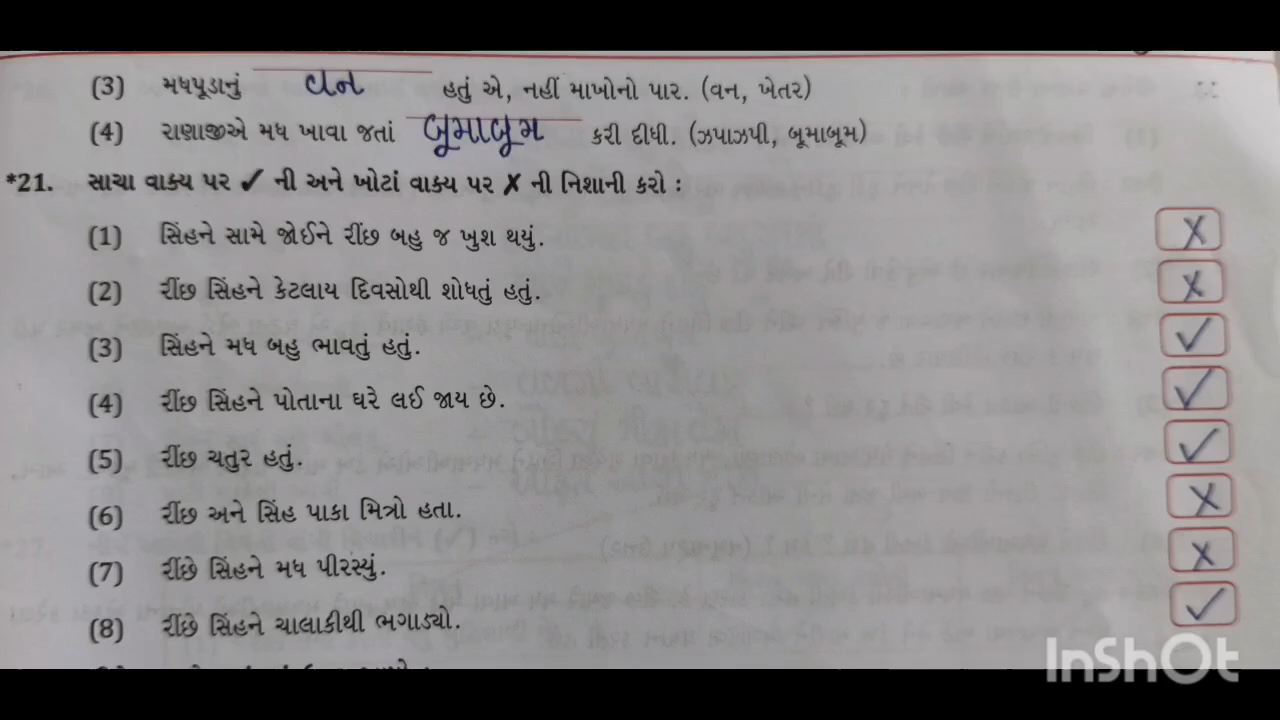 (3) મધપૂડાનું વન હતું એ, નહીં માખોનો પાર. (વન, ખેતર)
(4) રાણાજીએ મધ ખાવા જતાં બૂમાબૂમ કરી દીધી. (ઝપાઝપી, બૂમાબૂમ)
*21. સાચા વાક્ય પર ✓ ની અને ખોટાં વાક્ય પર ✗ ની નિશાની કરો :
(1) સિંહને સામે જોઈને રીંછ બહુ જ ખુશ થયું. ✗
(2) રીંછ સિંહને કેટલાય દિવસોથી શોધતું હતું. ✗
(3) સિંહને મધ બહુ ભાવતું હતું. ✓
(4) રીંછ સિંહને પોતાના ઘરે લઈ જાય છે. ✓
(5) રીંછ ચતુર હતું. ✓
(6) રીંછ અને સિંહ પાકા મિત્રો હતા. ✗
(7) રીંછે સિંહને મધ પીરસ્યું. ✗
(8) રીંછે સિંહને ચાલાકીથી ભગાડ્યો. ✓
InShOt